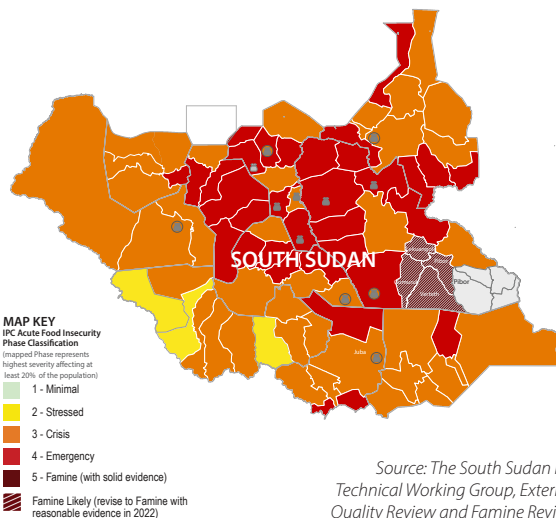 SOUTH SUDAN
Pibor
Pibor
Verteth
Juba
MAP KEY
IPC Acute Food Insecurity
Phase Classification
(mapped Phase represents
highest severity affecting at
least 20% of the population)
1 - Minimal
2 - Stressed
3 - Crisis
4 - Emergency
5 - Famine (with solid evidence)
Famine Likely (revise to Famine with
reasonable evidence in 2022)
Source: The South Sudan
Technical Working Group, Extern
Quality Review and Famine Revi